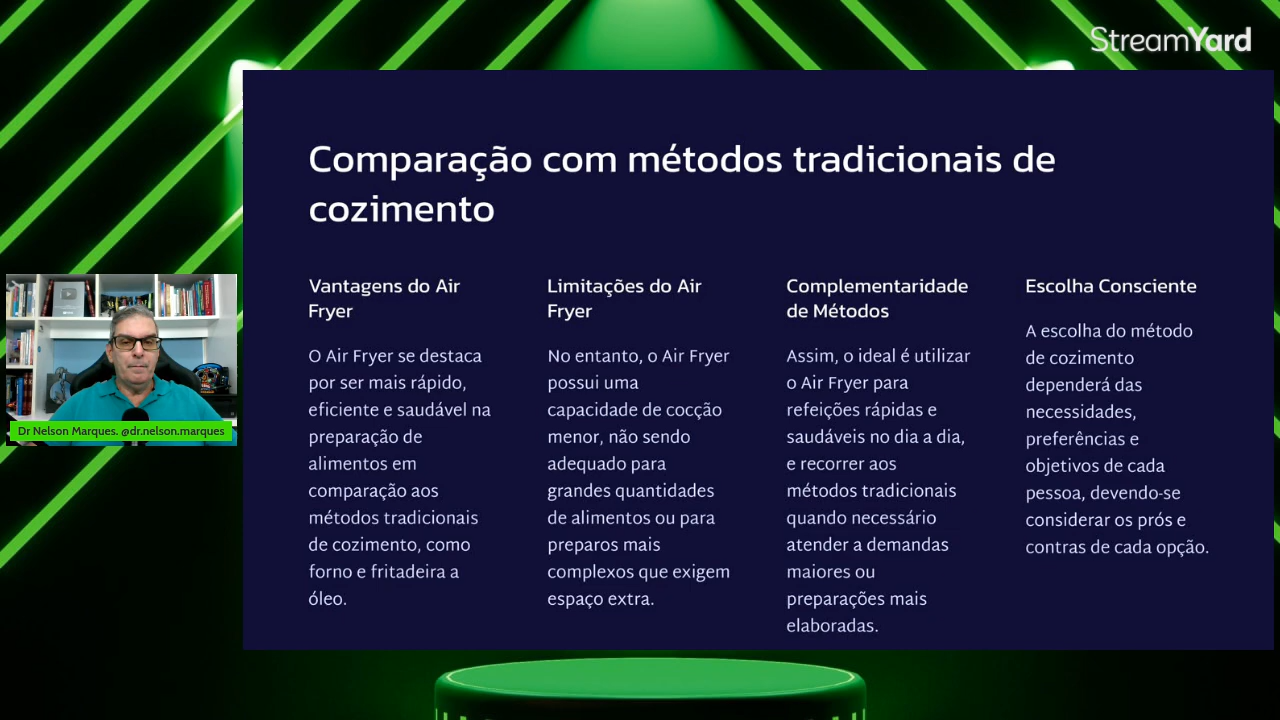 StreamYard
Comparação com métodos tradicionais de
cozimento
Vantagens do Air
Fryer
O Air Fryer se destaca
por ser mais rápido,
eficiente e saudável na
preparação de
alimentos em
comparação aos
métodos tradicionais
de cozimento, como
forno e fritadeira a
óleo.
Limitações do Air
Fryer
No entanto, o Air Fryer
possui uma
capacidade de cocção
menor, não sendo
adequado para
grandes quantidades
de alimentos ou para
preparos mais
complexos que exigem
espaço extra.
Complementaridade
de Métodos
Assim, o ideal é utilizar
o Air Fryer para
refeições rápidas e
saudáveis no dia a dia,
e recorrer aos
métodos tradicionais
quando necessário
atender a demandas
maiores ou
preparações mais
elaboradas.
Escolha Consciente
A escolha do método
de cozimento
dependerá das
necessidades,
preferências e
objetivos de cada
pessoa, devendo-se
considerar os prós e
contras de cada opção.
Dr Nelson Marques. @dr.nelson.marques